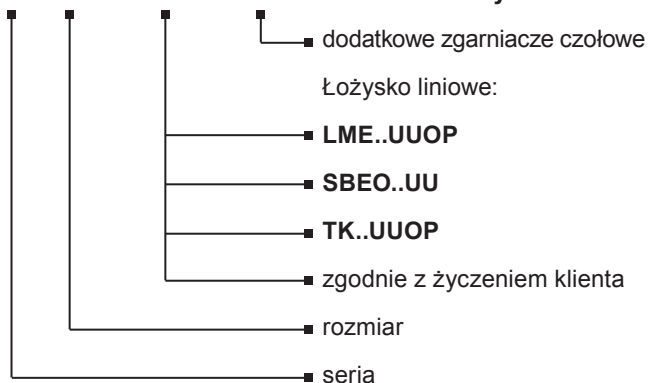 dodatkowe zgarniacze czołowe
Łożysko liniowe:
LME..UUOP
SBEO..UU
TK..UUOP
zgodnie z życzeniem klienta
rozmiar
seria